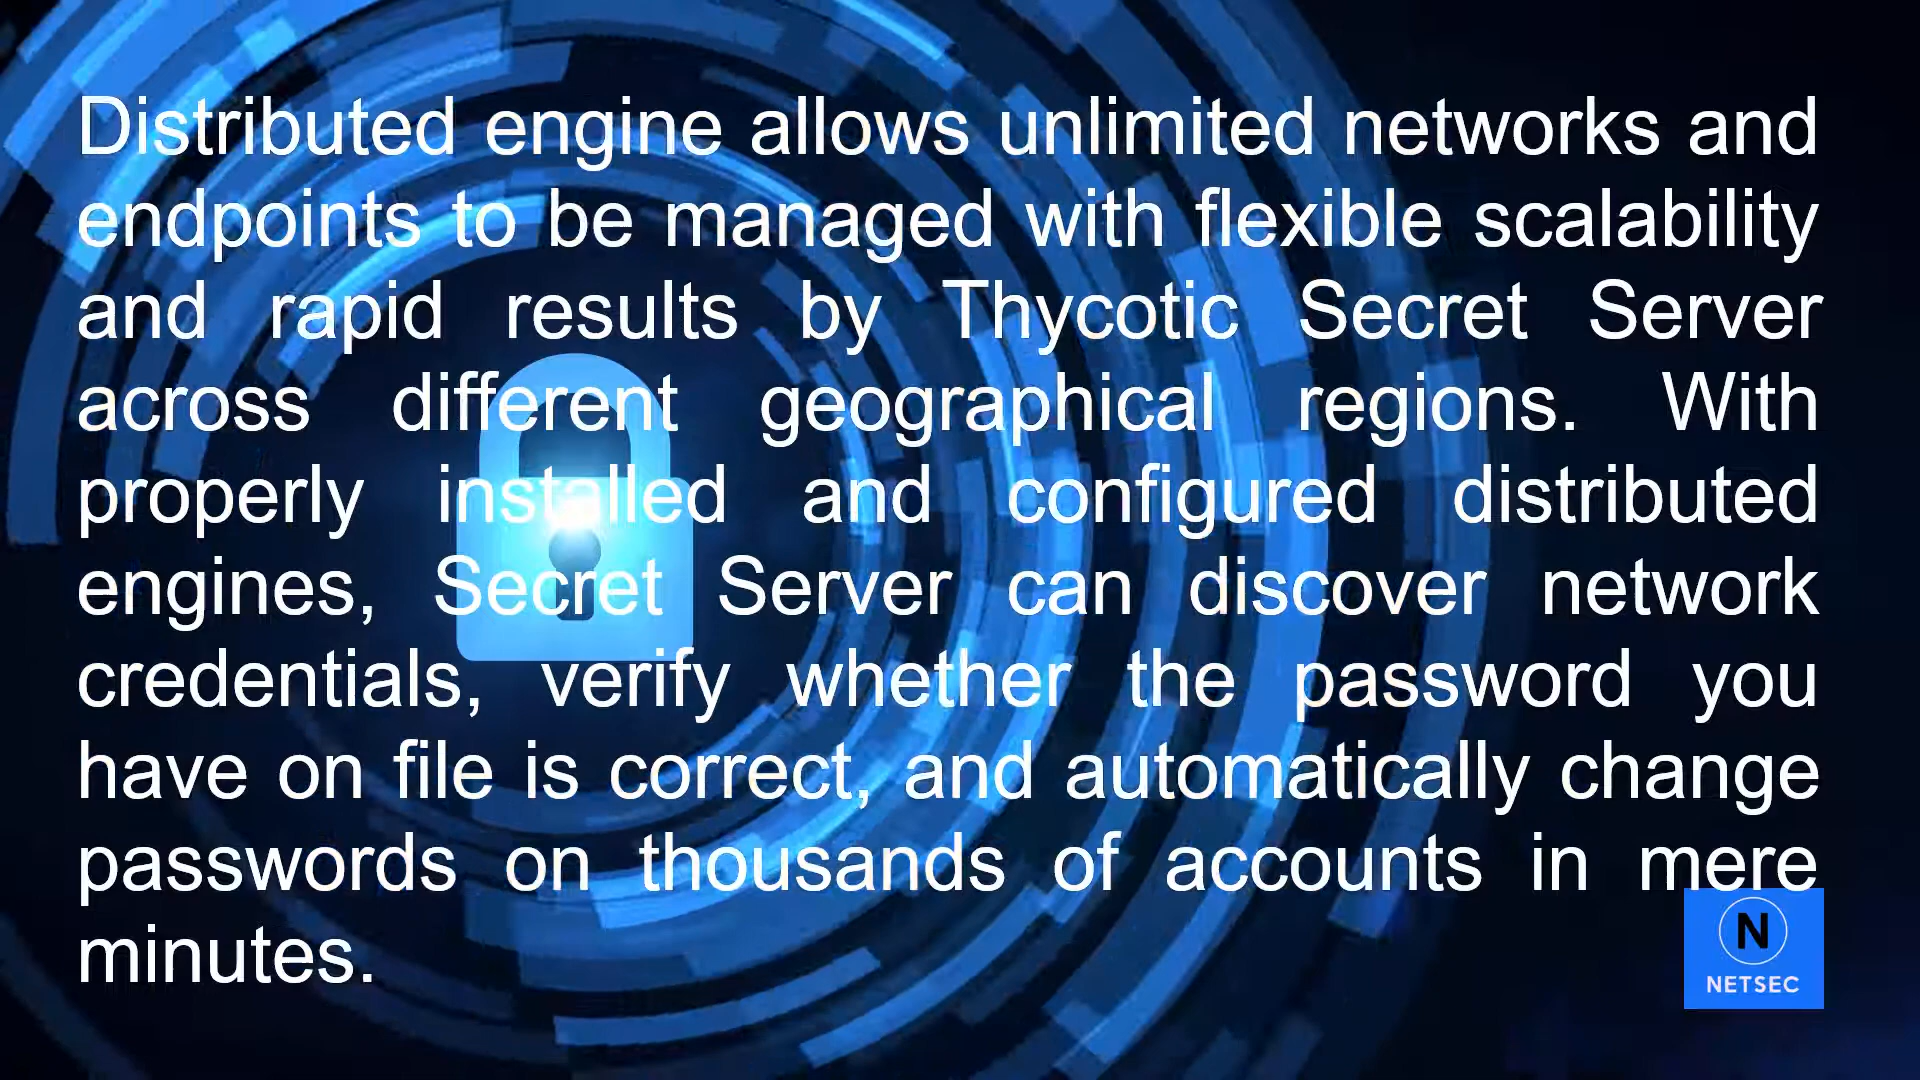 Distributed engine allows unlimited networks and
endpoints to be managed with flexible scalability
and rapid results by Thycotic Secret Server
across different geographical regions. With
properly installed and configured distributed
engines, Secret Server can discover network
credentials, verify whether the password you
have on file is correct, and automatically change
passwords on thousands of accounts in mere
minutes.
N
NETSEC